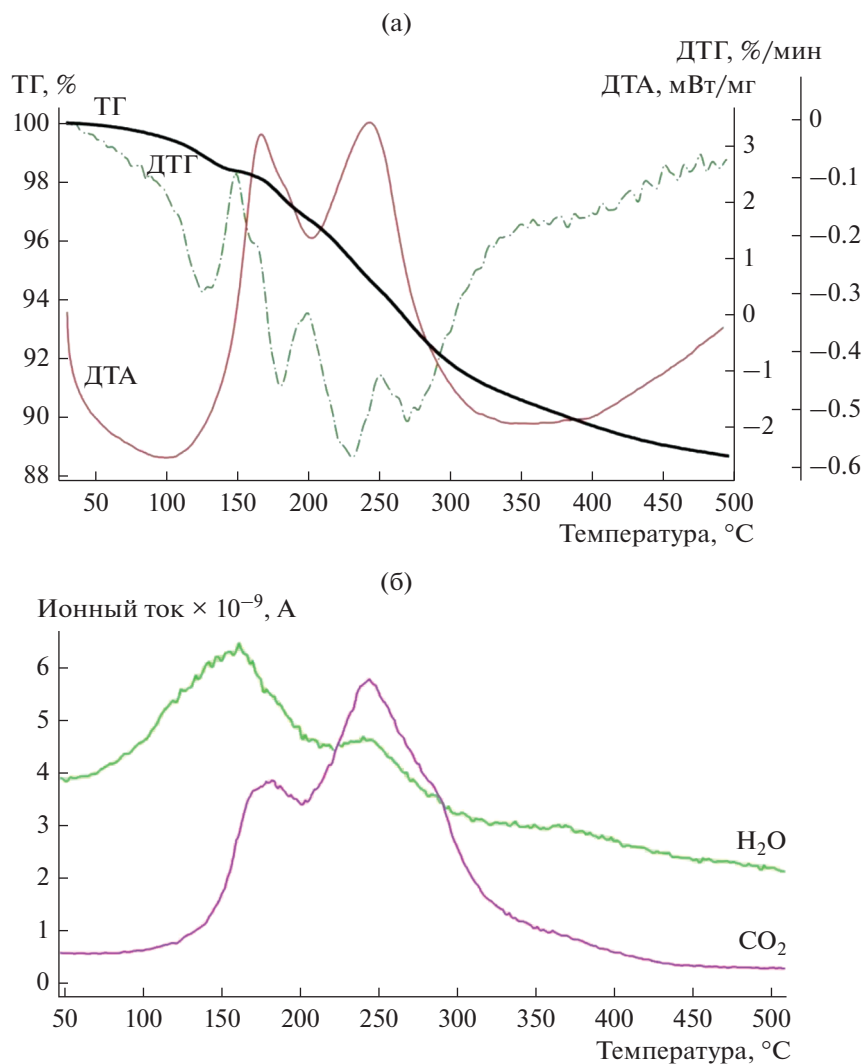 (а)
ДТГ, %/мин
ТГ, % ДТА, мВт/мг
ТГ
ДТГ
ДТА
100
98
96
94
92
90
88
3
2
1
0
−1
−2
0
−0.1
−0.2
−0.3
−0.4
−0.5
−0.6
50 100 150 200 250 300 350 400 450 500
Температура, °C
(б)
Ионный ток × 10⁻⁹, А
6
5
4
3
2
1
0
H₂O
CO₂
50 100 150 200 250 300 350 400 450 500
Температура, °C